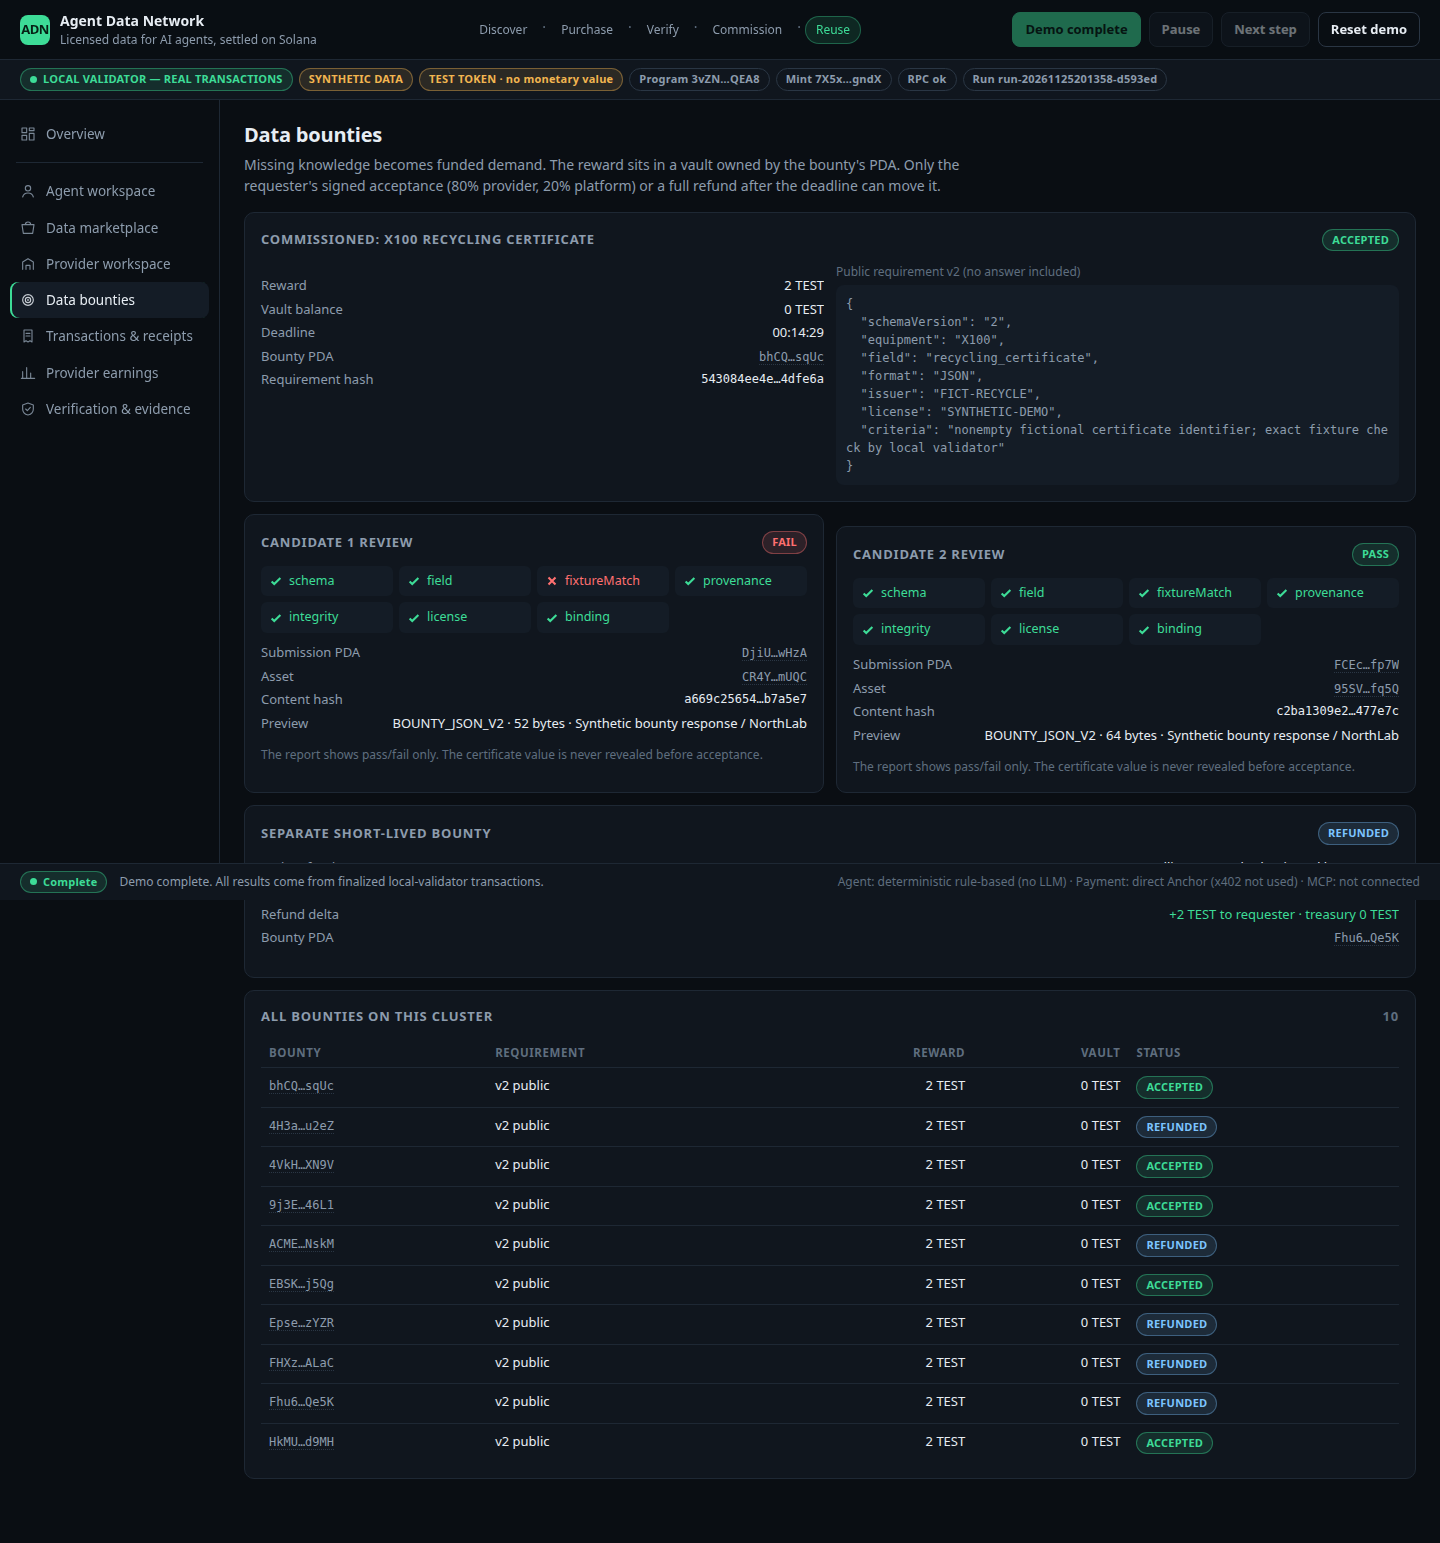 ADN
Agent Data Network
Licensed data for AI agents, settled on Solana
Discover · Purchase · Verify · Commission · Reuse
Demo complete
Pause
Next step
Reset demo
LOCAL VALIDATOR — REAL TRANSACTIONS
SYNTHETIC DATA
TEST TOKEN · no monetary value
Program 3vZN…QEA8
Mint 7X5x…gndX
RPC ok
Run run-20261125201358-d593ed
Overview
Agent workspace
Data marketplace
Provider workspace
Data bounties
Transactions & receipts
Provider earnings
Verification & evidence
Data bounties
Missing knowledge becomes funded demand. The reward sits in a vault owned by the bounty's PDA. Only the
requester's signed acceptance (80% provider, 20% platform) or a full refund after the deadline can move it.
COMMISSIONED: X100 RECYCLING CERTIFICATE
ACCEPTED
Reward 2 TEST
Vault balance 0 TEST
Deadline 00:14:29
Bounty PDA bhCQ…sqUc
Requirement hash 543084ee4e…4dfe6a
Public requirement v2 (no answer included)
{
"schemaVersion": "2",
"equipment": "X100",
"field": "recycling_certificate",
"format": "JSON",
"issuer": "FICT-RECYCLE",
"license": "SYNTHETIC-DEMO",
"criteria": "nonempty fictional certificate identifier; exact fixture che
ck by local validator"
}
CANDIDATE 1 REVIEW
FAIL
schema
field
fixtureMatch
provenance
integrity
license
binding
Submission PDA DjiU…wHzA
Asset CR4Y…mUQC
Content hash a669c25654…b7a5e7
Preview BOUNTY_JSON_V2 · 52 bytes · Synthetic bounty response / NorthLab
The report shows pass/fail only. The certificate value is never revealed before acceptance.
CANDIDATE 2 REVIEW
PASS
schema
field
fixtureMatch
provenance
integrity
license
binding
Submission PDA FCEc…fp7W
Asset 95SV…fq5Q
Content hash c2ba1309e2…477e7c
Preview BOUNTY_JSON_V2 · 64 bytes · Synthetic bounty response / NorthLab
The report shows pass/fail only. The certificate value is never revealed before acceptance.
SEPARATE SHORT-LIVED BOUNTY
REFUNDED
Complete
Demo complete. All results come from finalized local-validator transactions.
Agent: deterministic rule-based (no LLM) · Payment: direct Anchor (x402 not used) · MCP: not connected
Refund delta +2 TEST to requester · treasury 0 TEST
Bounty PDA Fhu6…Qe5K
ALL BOUNTIES ON THIS CLUSTER
10
BOUNTY REQUIREMENT REWARD VAULT STATUS
bhCQ…sqUc v2 public 2 TEST 0 TEST ACCEPTED
4H3a…u2eZ v2 public 2 TEST 0 TEST REFUNDED
4VkH…XN9V v2 public 2 TEST 0 TEST ACCEPTED
9j3E…46L1 v2 public 2 TEST 0 TEST ACCEPTED
ACME…NskM v2 public 2 TEST 0 TEST REFUNDED
EBSK…j5Qg v2 public 2 TEST 0 TEST ACCEPTED
Epse…zYZR v2 public 2 TEST 0 TEST REFUNDED
FHXz…ALaC v2 public 2 TEST 0 TEST REFUNDED
Fhu6…Qe5K v2 public 2 TEST 0 TEST REFUNDED
HkMU…d9MH v2 public 2 TEST 0 TEST ACCEPTED